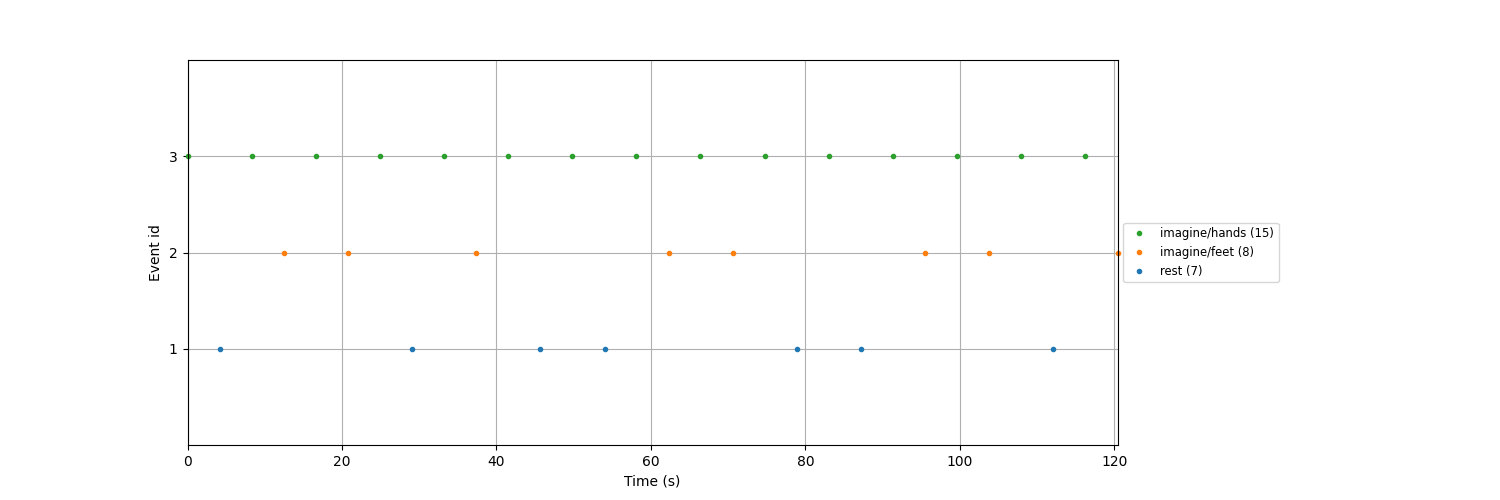 3
2
1
Event id
0 20 40 60 80 100 120
Time (s)
imagine/hands (15)
imagine/feet (8)
rest (7)